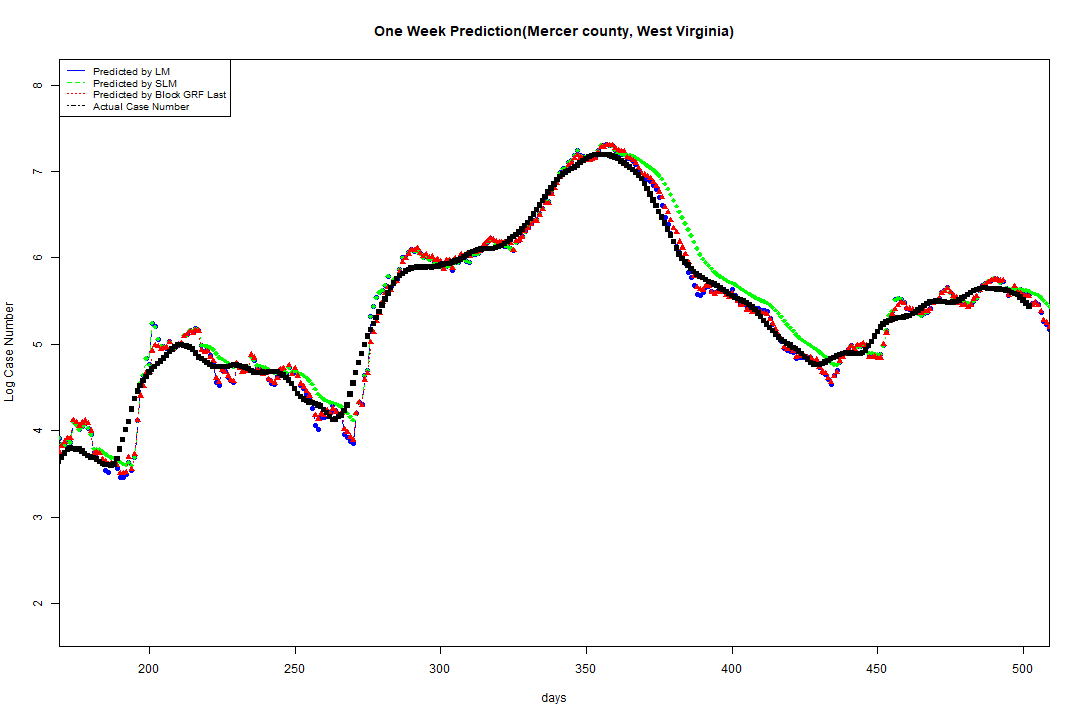 One Week Prediction(Mercer county, West Virginia)
Predicted by LM
Predicted by SLM
Predicted by Block GRF Last
Actual Case Number
Log Case Number
8
7
6
5
4
3
2
200
250
300
350
400
450
500
days